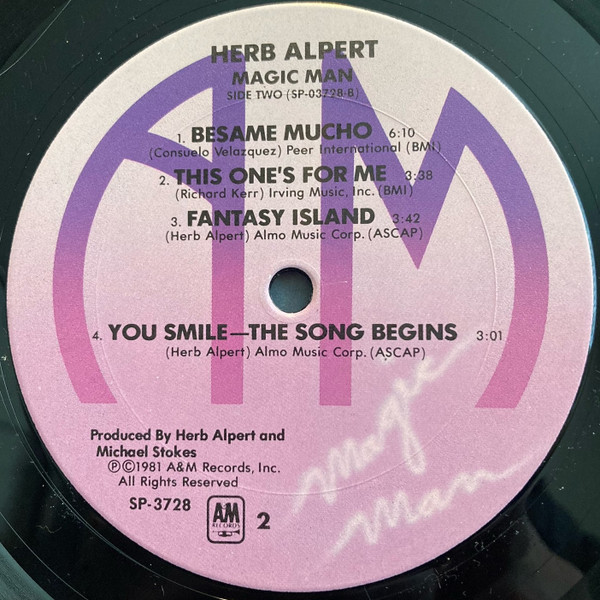 HERB ALPERT
MAGIC MAN
SIDE TWO (SP-03728-B)
1. BESAME MUCHO 6:10
(Consuelo Velazquez) Peer International (BMI)
2. THIS ONE'S FOR ME 3:38
(Richard Kerr) Irving Music, Inc. (BMI)
3. FANTASY ISLAND 3:42
(Herb Alpert) Almo Music Corp. (ASCAP)
4. YOU SMILE—THE SONG BEGINS 3:01
(Herb Alpert) Almo Music Corp. (ASCAP)
Produced By Herb Alpert and
Michael Stokes
ⓅⒸ1981 A&M Records, Inc.
All Rights Reserved
SP-3728 AM RECORDS 2
Magic
Man
AM